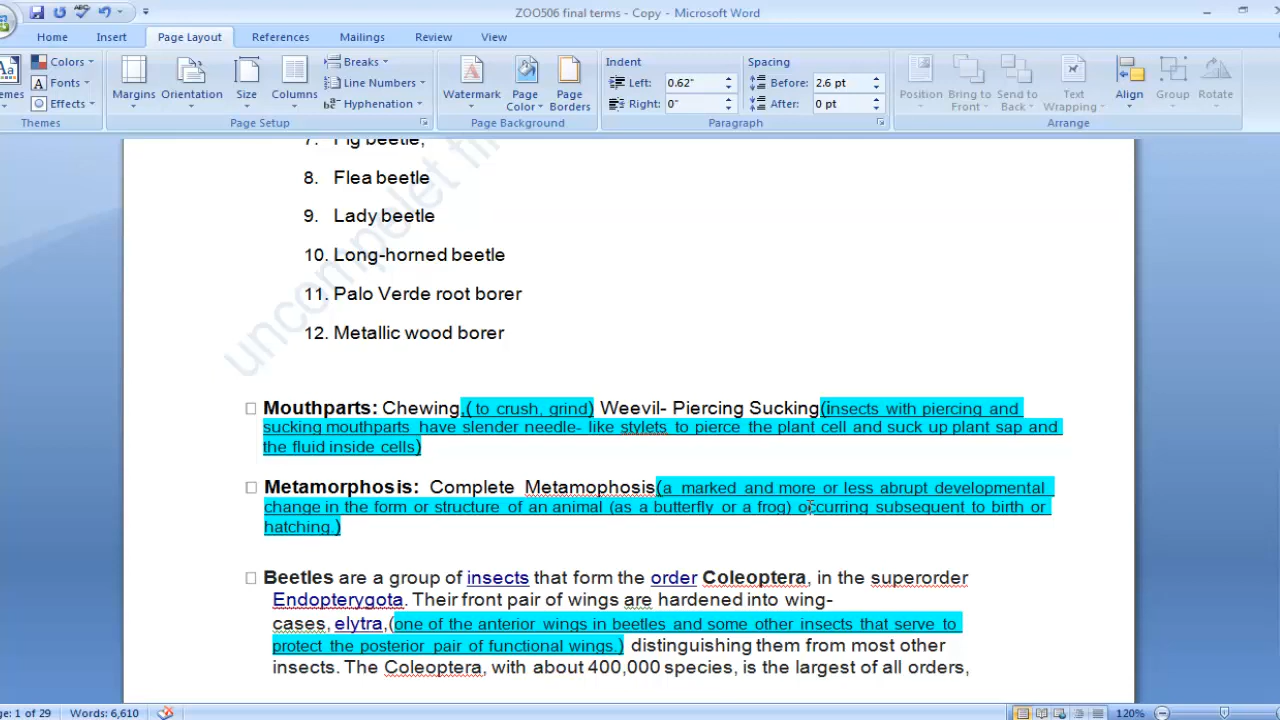 ZOO506 final terms - Copy - Microsoft Word
Home Insert Page Layout References Mailings Review View
Colors Breaks Indent Spacing
Aa Fonts Line Numbers Left: 0.62" Before: 2.6 pt
Effects Margins Orientation Size Columns Hyphenation Watermark Page Color Page Borders Right: 0" After: 0 pt Position Bring to Front Send to Back Text Wrapping Align Group Rotate
Themes Page Setup Page Background Paragraph Arrange
7. Fig beetle,
8. Flea beetle
9. Lady beetle
10. Long-horned beetle
11. Palo Verde root borer
12. Metallic wood borer
Mouthparts: Chewing,( to crush, grind) Weevil- Piercing Sucking(insects with piercing and
sucking mouthparts have slender needle- like stylets to pierce the plant cell and suck up plant sap and
the fluid inside cells)
Metamorphosis: Complete Metamophosis(a marked and more or less abrupt developmental
change in the form or structure of an animal (as a butterfly or a frog) occurring subsequent to birth or
hatching.)
Beetles are a group of insects that form the order Coleoptera, in the superorder
Endopterygota. Their front pair of wings are hardened into wing-
cases, elytra,(one of the anterior wings in beetles and some other insects that serve to
protect the posterior pair of functional wings.) distinguishing them from most other
insects. The Coleoptera, with about 400,000 species, is the largest of all orders,
uncompelet
ge: 1 of 29 Words: 6,610 120%